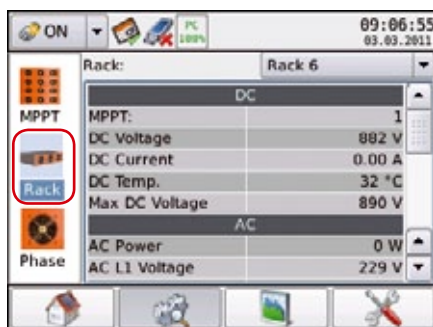 ON PC 100% 09:06:55
03.03.2011
Rack: Rack 6
DC
MPPT MPPT: 1
DC Voltage 882 V
DC Current 0.00 A
Rack DC Temp. 32 °C
Max DC Voltage 890 V
AC
AC Power 0 W
Phase AC L1 Voltage 229 V